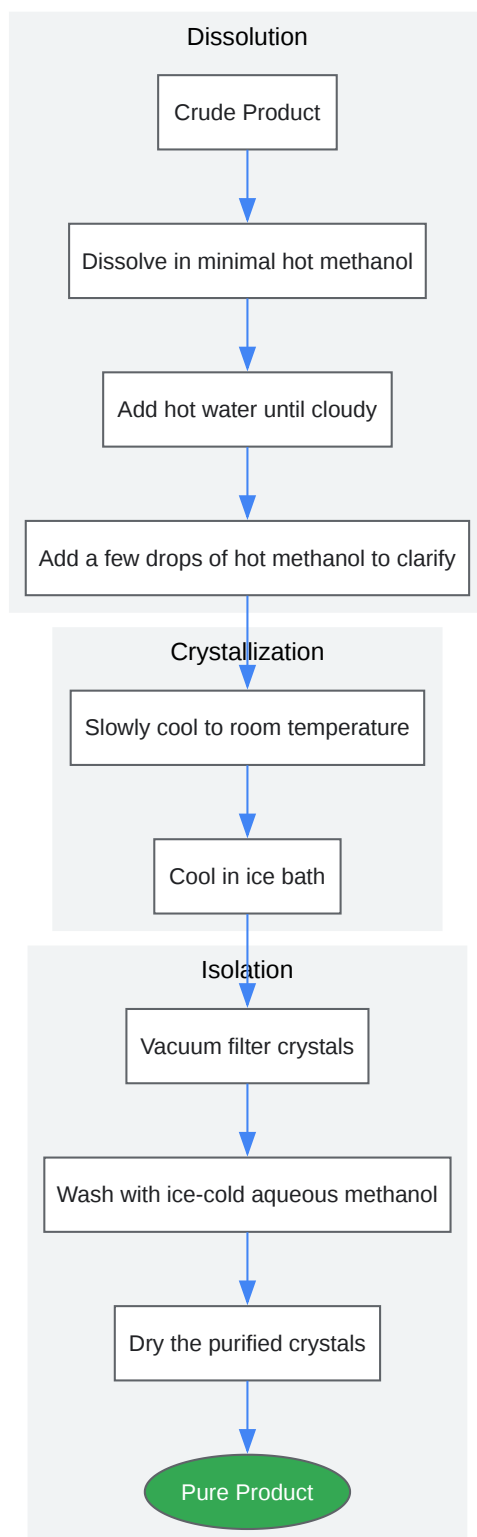 Dissolution
Crude Product
Dissolve in minimal hot methanol
Add hot water until cloudy
Add a few drops of hot methanol to clarify
Crystallization
Slowly cool to room temperature
Cool in ice bath
Isolation
Vacuum filter crystals
Wash with ice-cold aqueous methanol
Dry the purified crystals
Pure Product